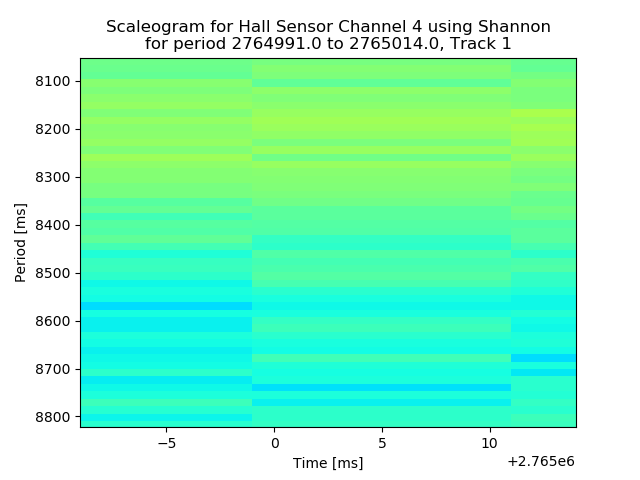 Scaleogram for Hall Sensor Channel 4 using Shannon
for period 2764991.0 to 2765014.0, Track 1
Period [ms]
8100
8200
8300
8400
8500
8600
8700
8800
−5
0
5
10
Time [ms]
+2.765e6